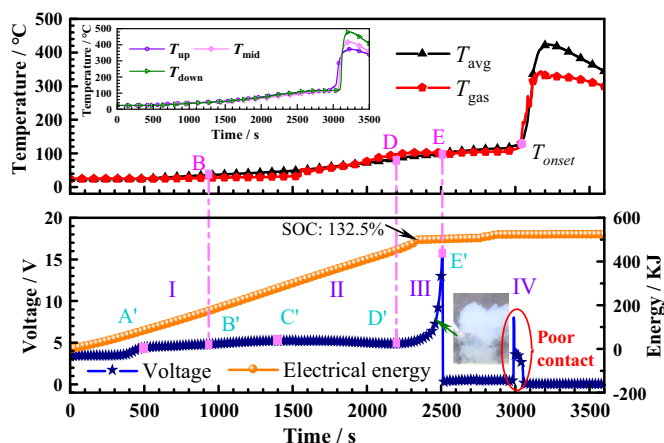 Temperature / °C
500
400
300
200
100
0
Temperature / °C
500
400
300
200
100
0
T_up
T_mid
T_down
0 500 1000 1500 2000 2500 3000 3500
Time / s
T_avg
T_gas
B
D
E
T_onset
Voltage / V
20
15
10
5
0
SOC: 132.5%
I
II
III
IV
A'
B'
C'
D'
E'
Poor
contact
Voltage
Electrical energy
600
500
400
200
0
-200
Energy / KJ
0 500 1000 1500 2000 2500 3000 3500
Time / s